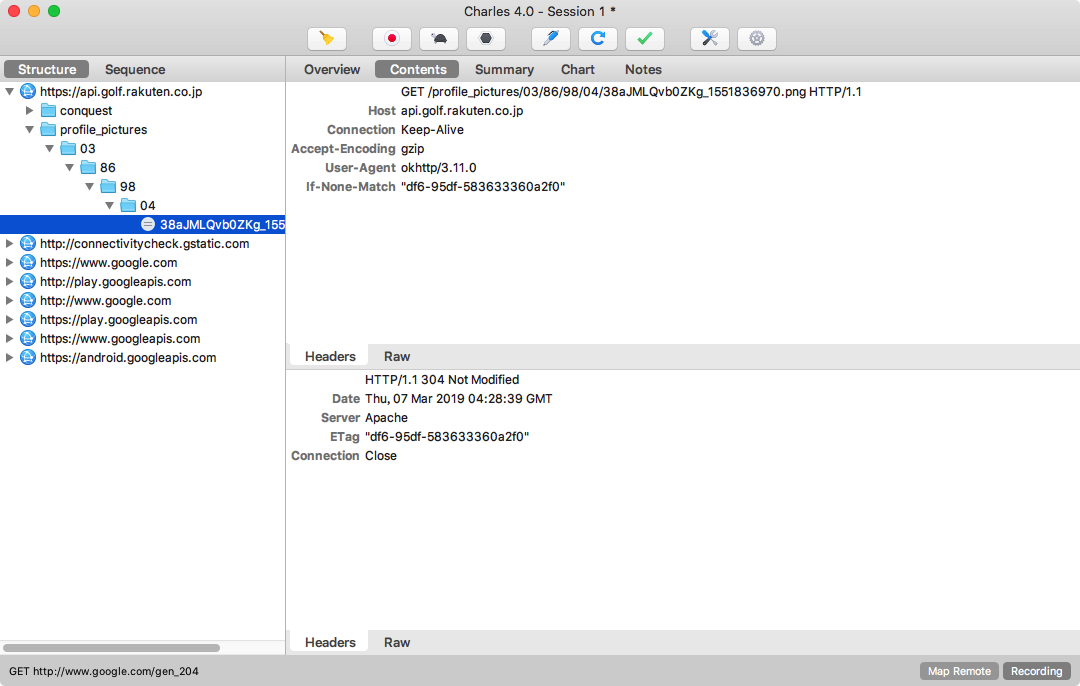 Charles 4.0 - Session 1 *
Structure
Sequence
https://api.golf.rakuten.co.jp
conquest
profile_pictures
03
86
98
04
38aJMLQvb0ZKg_155
http://connectivitycheck.gstatic.com
https://www.google.com
http://play.googleapis.com
http://www.google.com
https://play.googleapis.com
https://www.googleapis.com
https://android.googleapis.com
Overview
Contents
Summary
Chart
Notes
GET /profile_pictures/03/86/98/04/38aJMLQvb0ZKg_1551836970.png HTTP/1.1
Host api.golf.rakuten.co.jp
Connection Keep-Alive
Accept-Encoding gzip
User-Agent okhttp/3.11.0
If-None-Match "df6-95df-583633360a2f0"
Headers
Raw
HTTP/1.1 304 Not Modified
Date Thu, 07 Mar 2019 04:28:39 GMT
Server Apache
ETag "df6-95df-583633360a2f0"
Connection Close
Headers
Raw
GET http://www.google.com/gen_204
Map Remote
Recording